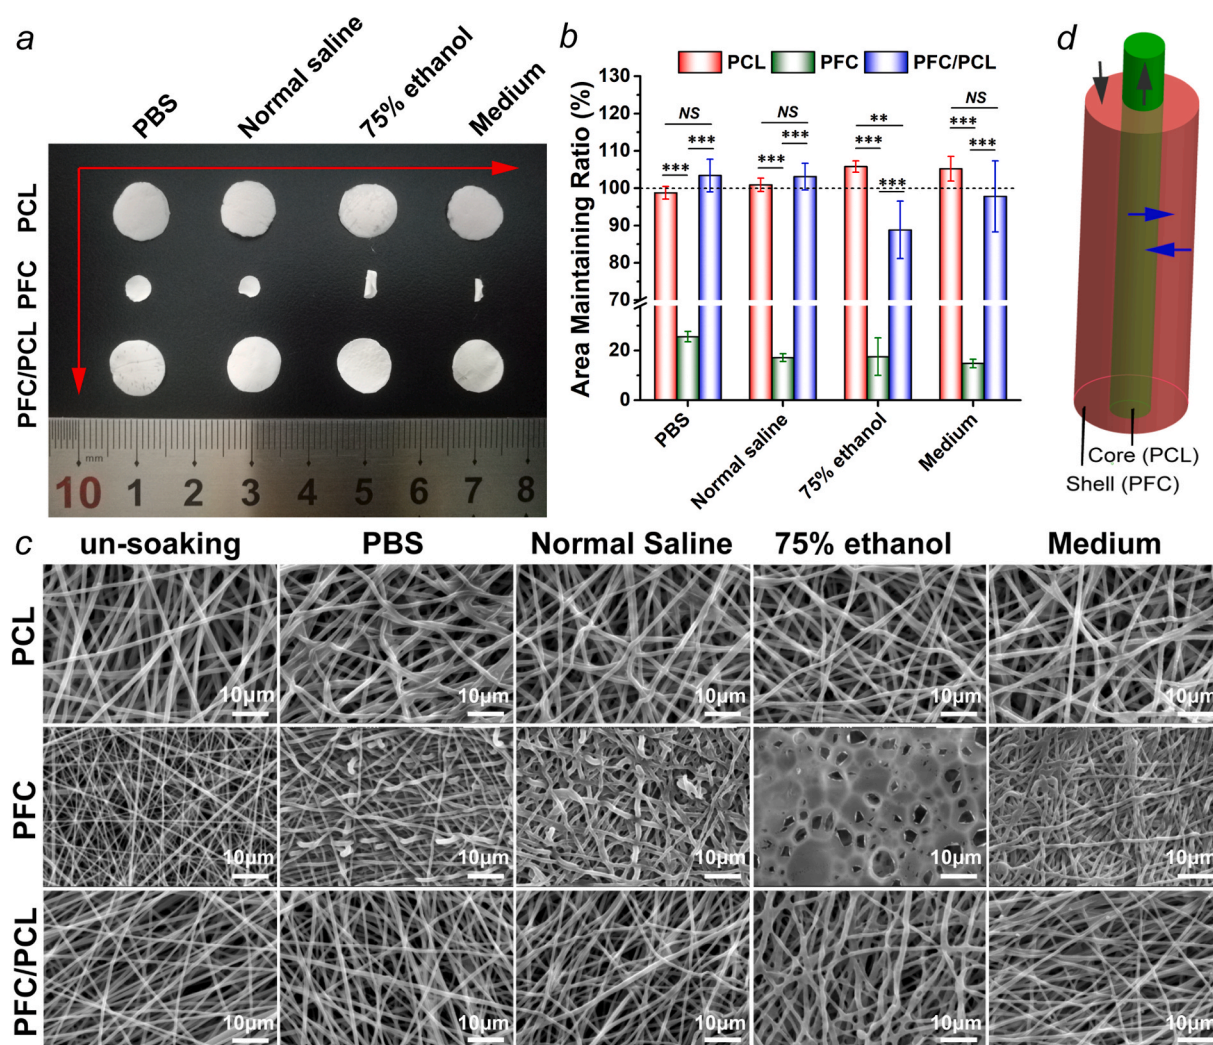 a
PBS
Normal saline
75% ethanol
Medium
PCL
PFC
PFC/PCL
mm
10 1 2 3 4 5 6 7 8
b
PCL PFC PFC/PCL
Area Maintaining Ratio (%)
130
120
110
100
90
80
70
20
0
NS NS ** NS
*** *** *** ***
*** *** *** ***
PBS
Normal saline
75% ethanol
Medium
d
Core (PCL)
Shell (PFC)
c
un-soaking PBS Normal Saline 75% ethanol Medium
PCL
10μm 10μm 10μm 10μm 10μm
PFC
10μm 10μm 10μm 10μm 10μm
PFC/PCL
10μm 10μm 10μm 10μm 10μm